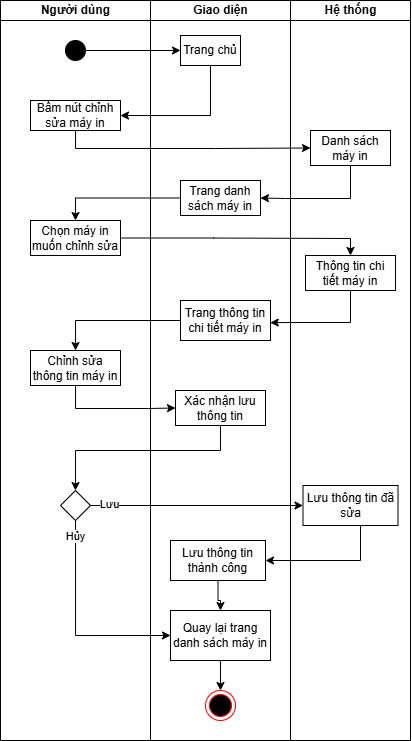 Người dùng
Giao diện
Hệ thống
Trang chủ
Bấm nút chỉnh
sửa máy in
Danh sách
máy in
Trang danh
sách máy in
Chọn máy in
muốn chỉnh sửa
Thông tin chi
tiết máy in
Trang thông tin
chi tiết máy in
Chỉnh sửa
thông tin máy in
Xác nhận lưu
thông tin
Lưu
Lưu thông tin đã
sửa
Hủy
Lưu thông tin
thành công
Quay lại trang
danh sách máy in